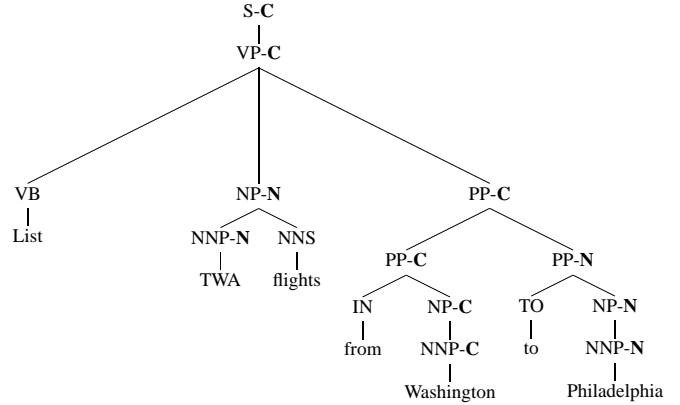 S-C
VP-C
VB NP-N PP-C
List NNP-N NNS PP-C PP-N
TWA flights IN NP-C TO NP-N
from NNP-C to NNP-N
Washington Philadelphia